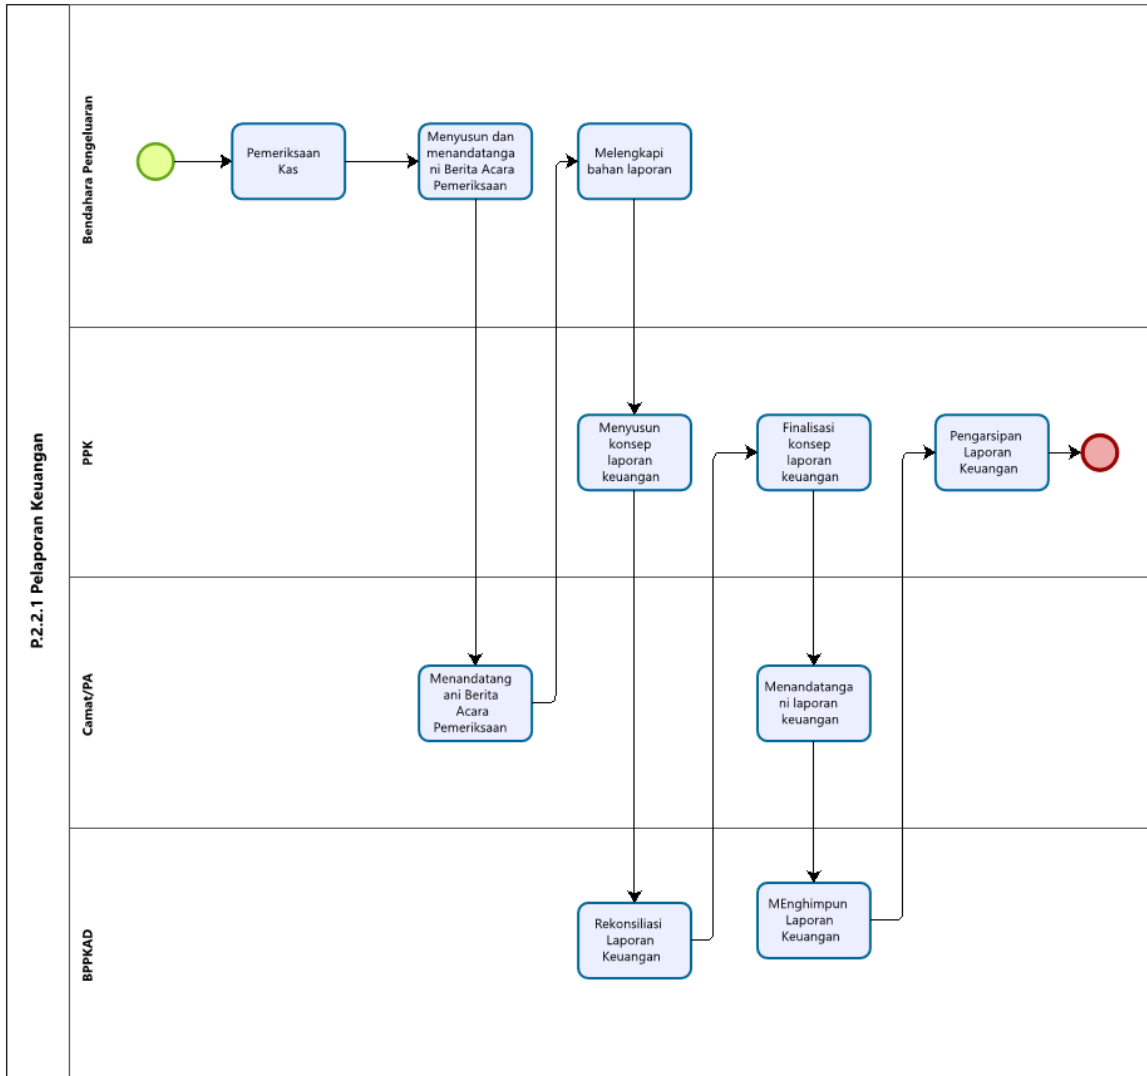 P.2.2.1 Pelaporan Keuangan
Bendahara Pengeluaran
Pemeriksaan
Kas
Menyusun dan
menandatanga
ni Berita Acara
Pemeriksaan
Melengkapi
bahan laporan
PPK
Menyusun
konsep
laporan
keuangan
Finalisasi
konsep
laporan
keuangan
Pengarsipan
Laporan
Keuangan
Camat/PA
Menandatang
ani Berita
Acara
Pemeriksaan
Menandatanga
ni laporan
keuangan
BPPKAD
Rekonsiliasi
Laporan
Keuangan
MEnghimpun
Laporan
Keuangan